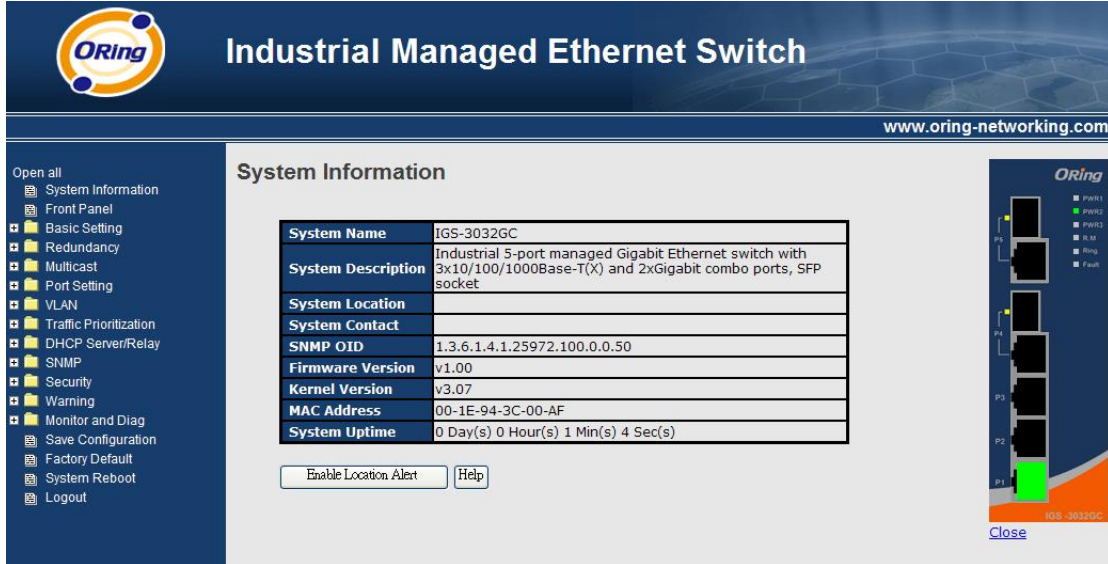 ORing
Industrial Managed Ethernet Switch
www.oring-networking.com
Open all
System Information
Front Panel
Basic Setting
Redundancy
Multicast
Port Setting
VLAN
Traffic Prioritization
DHCP Server/Relay
SNMP
Security
Warning
Monitor and Diag
Save Configuration
Factory Default
System Reboot
Logout
System Information
System Name IGS-3032GC
System Description Industrial 5-port managed Gigabit Ethernet switch with
3x10/100/1000Base-T(X) and 2xGigabit combo ports, SFP
socket
System Location
System Contact
SNMP OID 1.3.6.1.4.1.25972.100.0.0.50
Firmware Version v1.00
Kernel Version v3.07
MAC Address 00-1E-94-3C-00-AF
System Uptime 0 Day(s) 0 Hour(s) 1 Min(s) 4 Sec(s)
Enable Location Alert Help
ORing
PWR1
PWR2
PWR3
R.M
Ring
Fault
P5
P4
P3
P2
P1
IGS -3032GC
Close